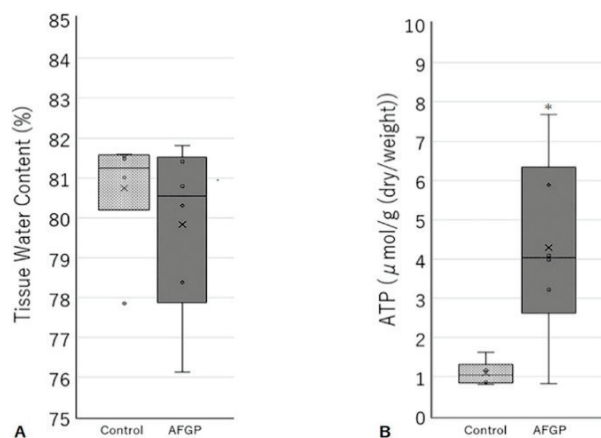 Tissue Water Content (%)
85
84
83
82
81
80
79
78
77
76
75
Control
AFGP
A
ATP (μmol/g (dry/weight))
10
9
8
7
6
5
4
3
2
1
0
*
Control
AFGP
B